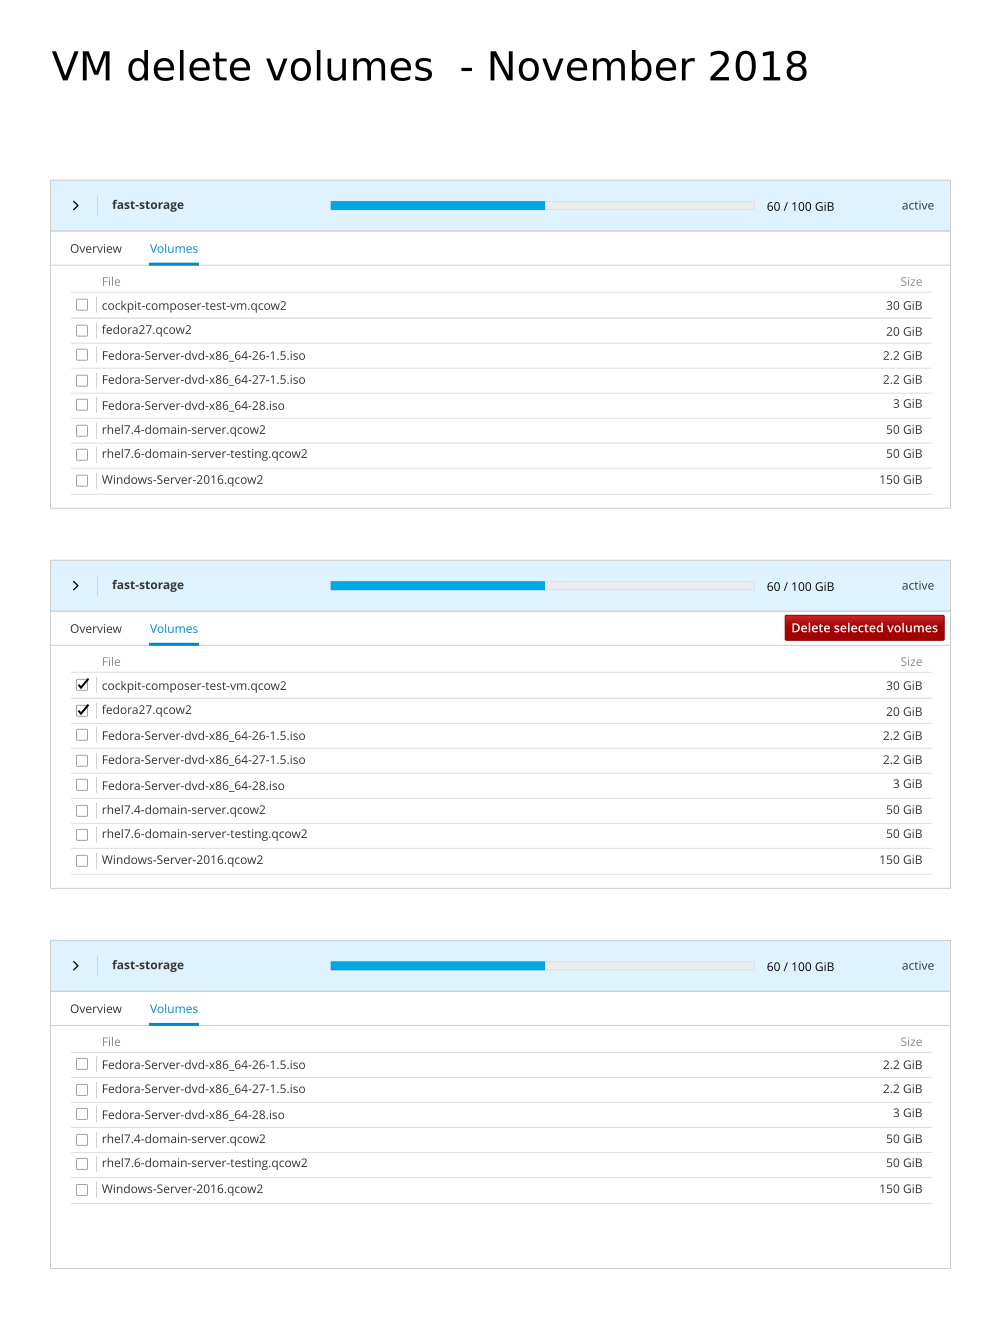 VM delete volumes - November 2018
fast-storage 60 / 100 GiB active
Overview Volumes
File Size
cockpit-composer-test-vm.qcow2 30 GiB
fedora27.qcow2 20 GiB
Fedora-Server-dvd-x86_64-26-1.5.iso 2.2 GiB
Fedora-Server-dvd-x86_64-27-1.5.iso 2.2 GiB
Fedora-Server-dvd-x86_64-28.iso 3 GiB
rhel7.4-domain-server.qcow2 50 GiB
rhel7.6-domain-server-testing.qcow2 50 GiB
Windows-Server-2016.qcow2 150 GiB
fast-storage 60 / 100 GiB active
Overview Volumes Delete selected volumes
File Size
cockpit-composer-test-vm.qcow2 30 GiB
fedora27.qcow2 20 GiB
Fedora-Server-dvd-x86_64-26-1.5.iso 2.2 GiB
Fedora-Server-dvd-x86_64-27-1.5.iso 2.2 GiB
Fedora-Server-dvd-x86_64-28.iso 3 GiB
rhel7.4-domain-server.qcow2 50 GiB
rhel7.6-domain-server-testing.qcow2 50 GiB
Windows-Server-2016.qcow2 150 GiB
fast-storage 60 / 100 GiB active
Overview Volumes
File Size
Fedora-Server-dvd-x86_64-26-1.5.iso 2.2 GiB
Fedora-Server-dvd-x86_64-27-1.5.iso 2.2 GiB
Fedora-Server-dvd-x86_64-28.iso 3 GiB
rhel7.4-domain-server.qcow2 50 GiB
rhel7.6-domain-server-testing.qcow2 50 GiB
Windows-Server-2016.qcow2 150 GiB